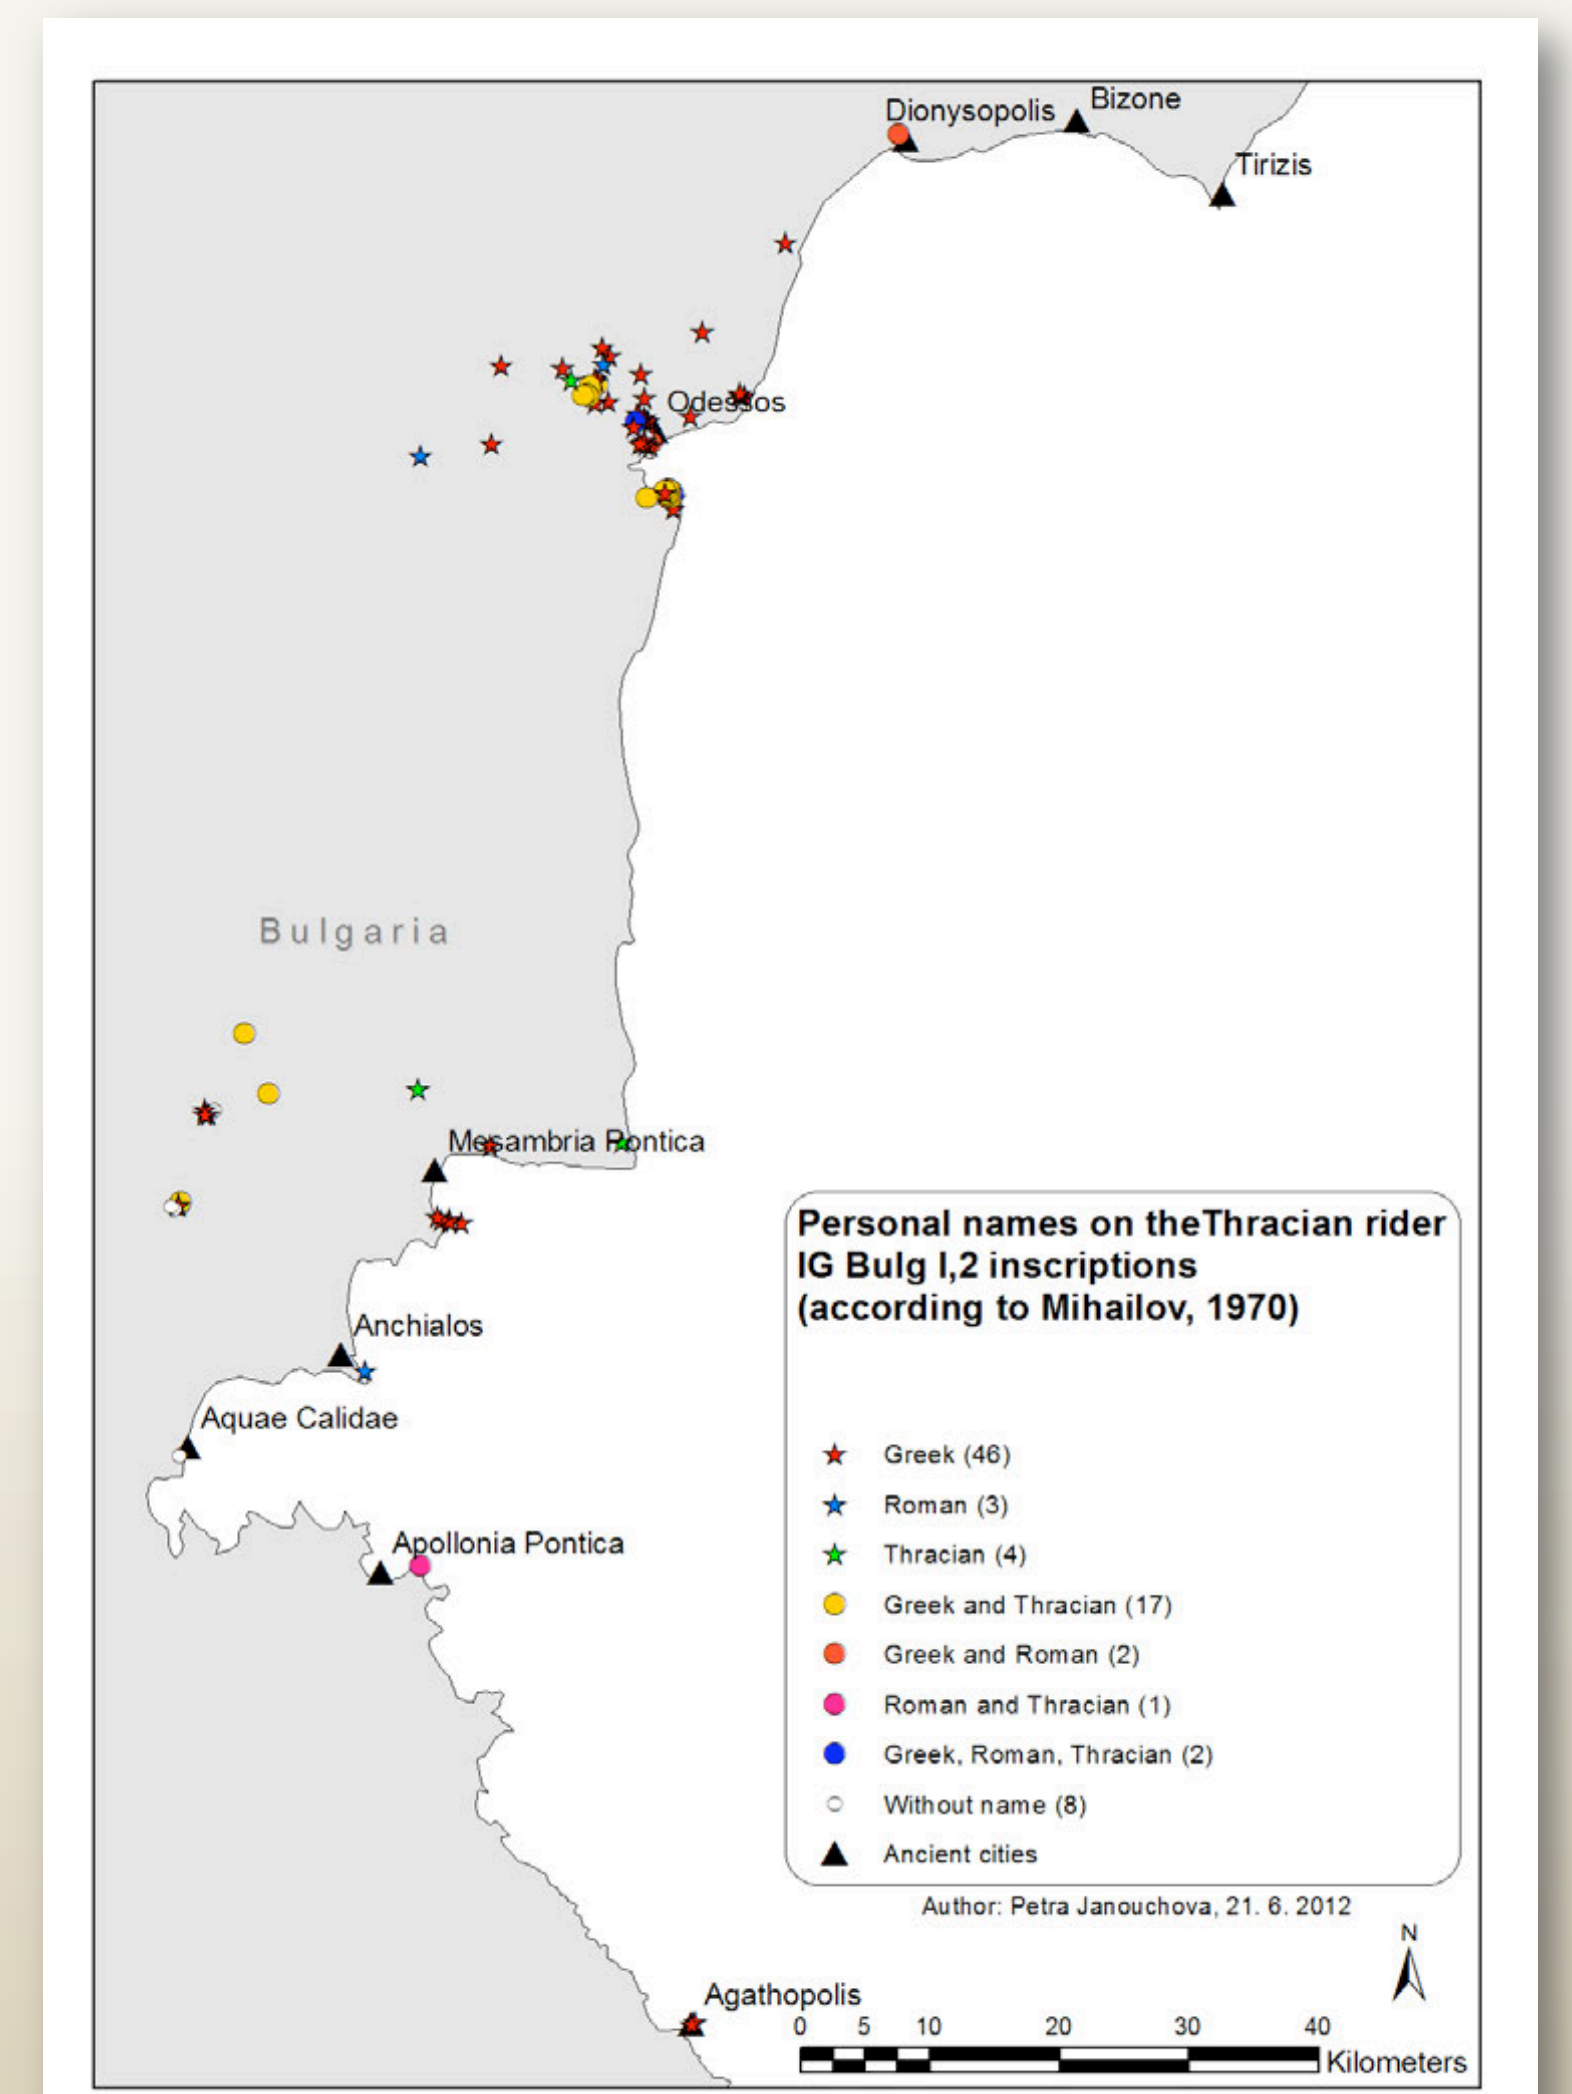 Dionysopolis
Bizone
Tirizis
Odessos
Bulgaria
Mesambria Pontica
Anchialos
Aquae Calidae
Apollonia Pontica
Agathopolis
Personal names on theThracian rider
IG Bulg I,2 inscriptions
(according to Mihailov, 1970)
Greek (46)
Roman (3)
Thracian (4)
Greek and Thracian (17)
Greek and Roman (2)
Roman and Thracian (1)
Greek, Roman, Thracian (2)
Without name (8)
Ancient cities
Author: Petra Janouchova, 21. 6. 2012
N
0 5 10 20 30 40
Kilometers